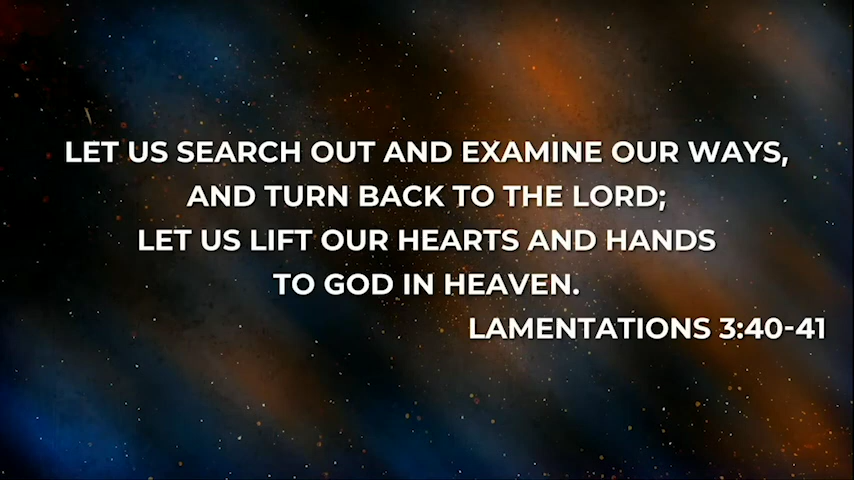 LET US SEARCH OUT AND EXAMINE OUR WAYS,
AND TURN BACK TO THE LORD;
LET US LIFT OUR HEARTS AND HANDS
TO GOD IN HEAVEN.
LAMENTATIONS 3:40-41